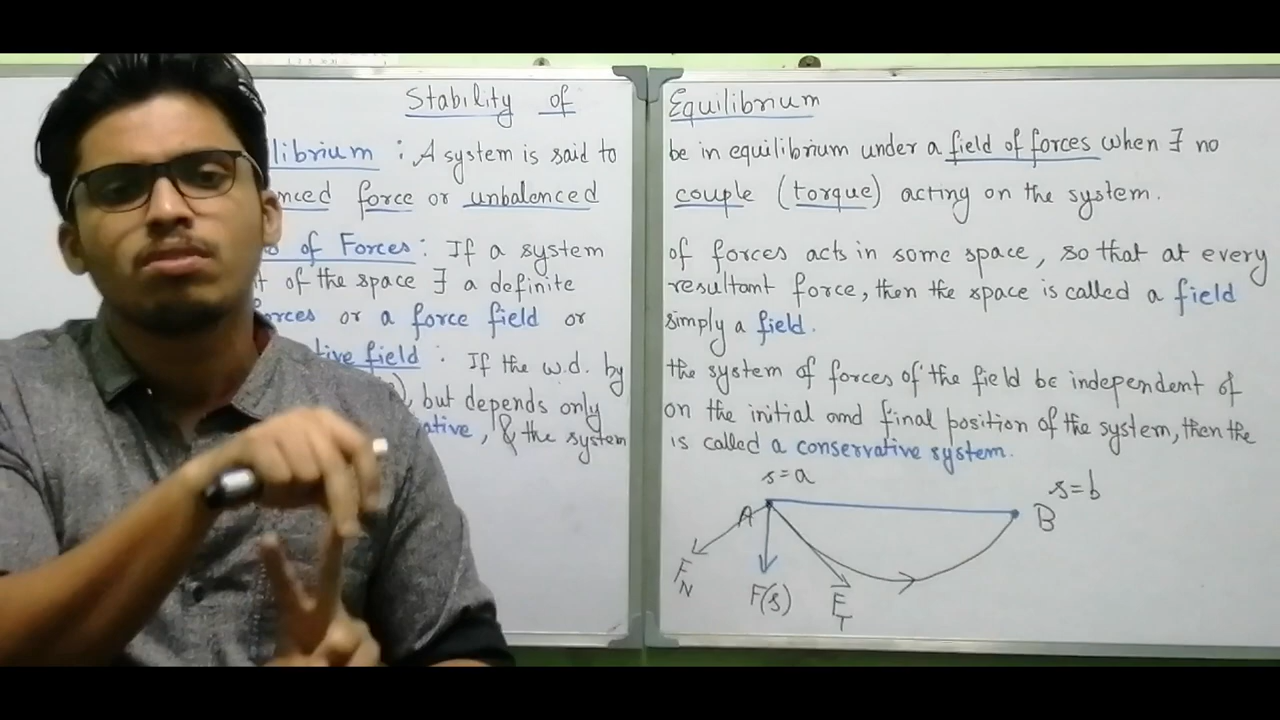 Stability of Equilibrium
librium : A system is said to be in equilibrium under a field of forces when ∃ no
nced force or unbalenced couple (torque) acting on the system.
of Forces : If a system of forces acts in some space, so that at every
of the space ∃ a definite resultant force, then the space is called a field
orces or a force field or simply a field.
tive field : If the w.d. by the system of forces of the field be independent of
), but depends only on the initial and final position of the system, then the
ative, & the system is called a conservative system.
s=a
s=b
A
B
F_N
F(s)
F_T